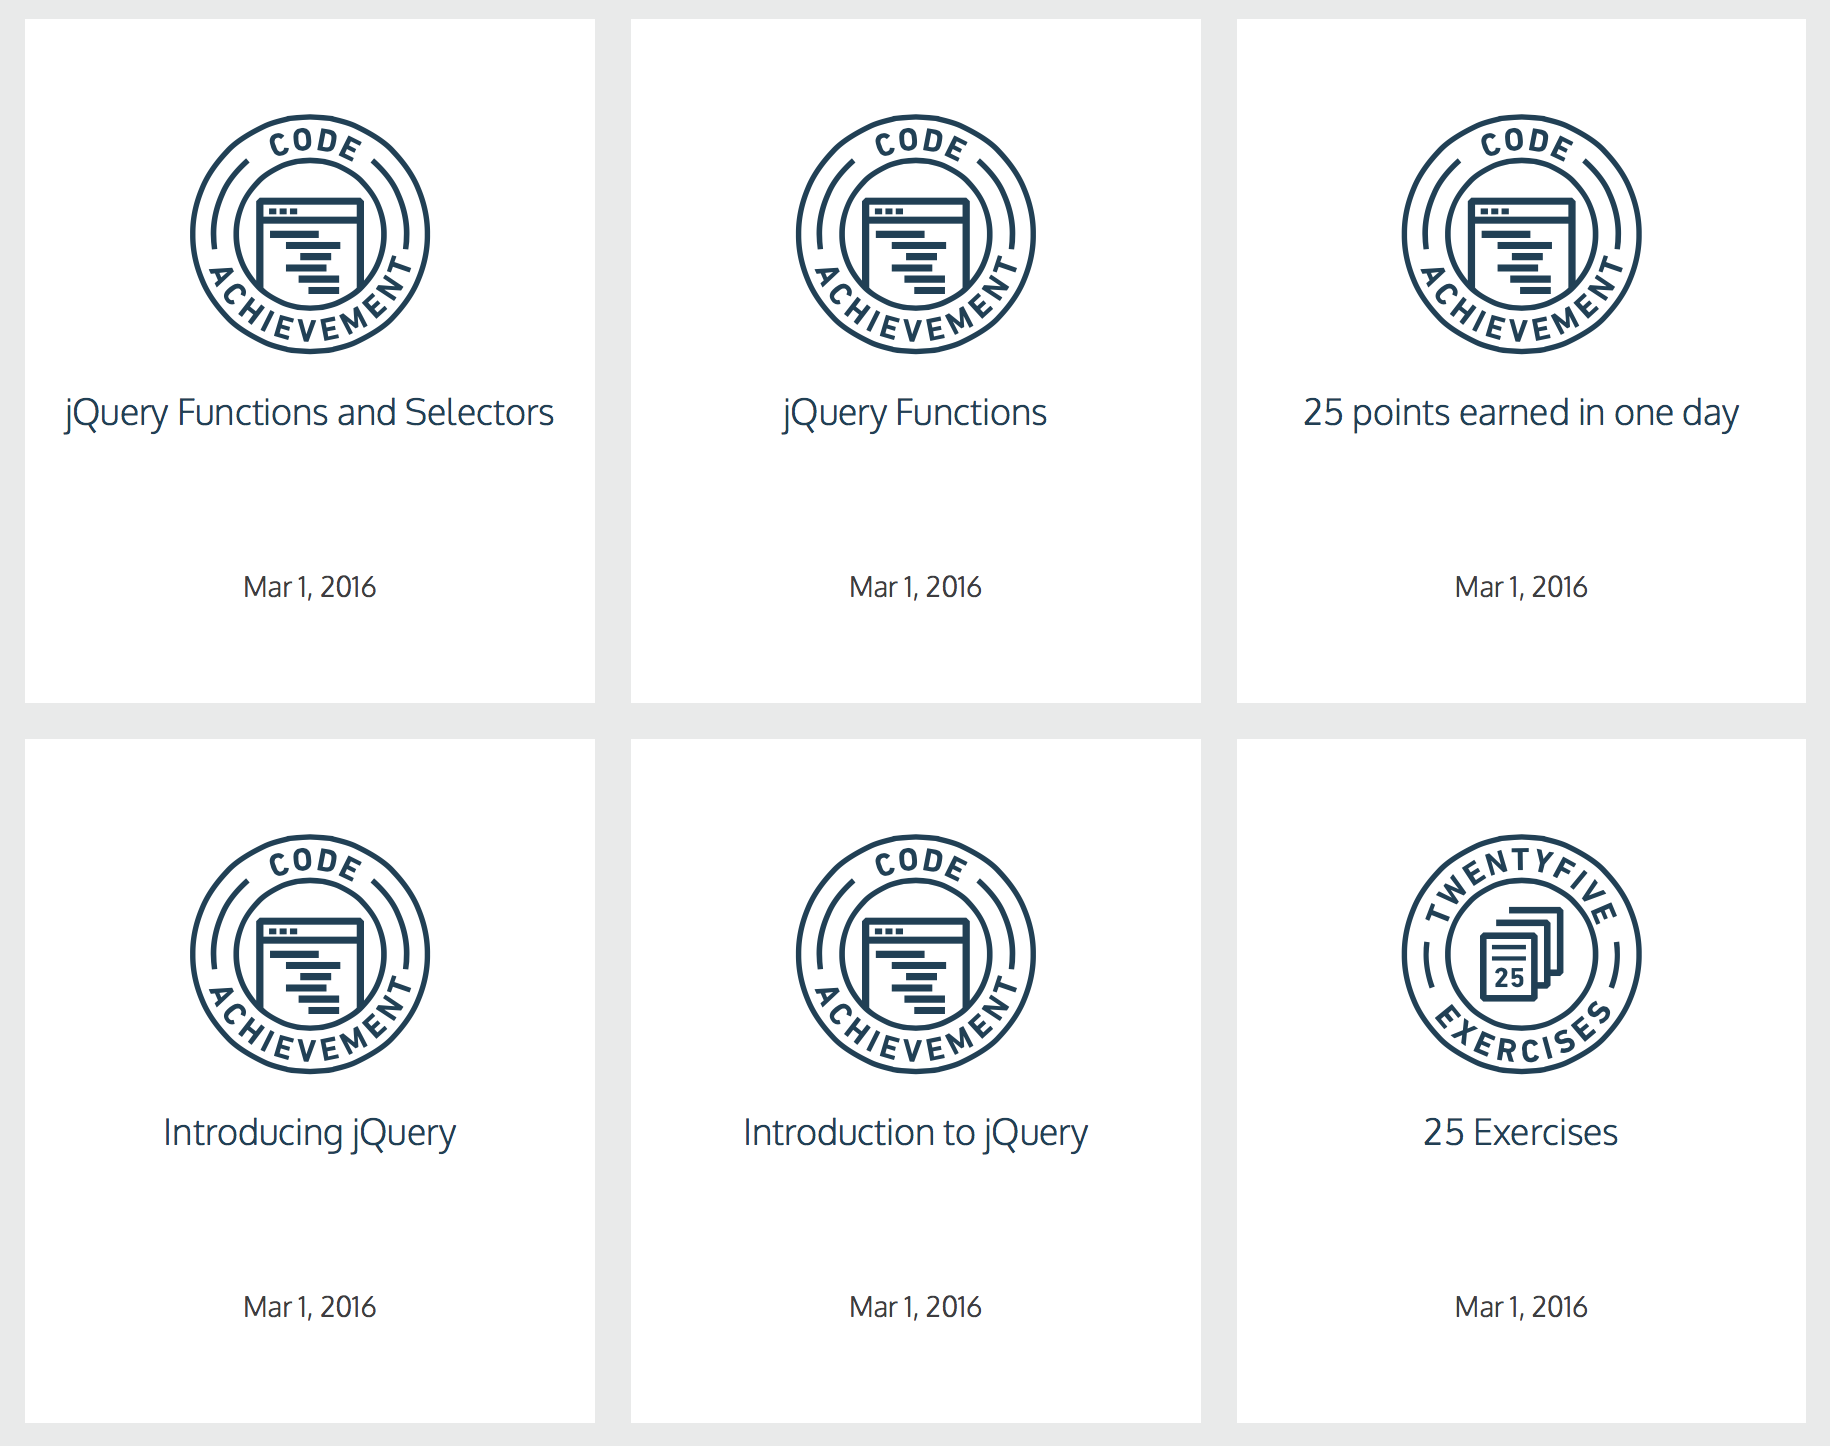 CODE
ACHIEVEMENT
jQuery Functions and Selectors
Mar 1, 2016
CODE
ACHIEVEMENT
jQuery Functions
Mar 1, 2016
CODE
ACHIEVEMENT
25 points earned in one day
Mar 1, 2016
CODE
ACHIEVEMENT
Introducing jQuery
Mar 1, 2016
CODE
ACHIEVEMENT
Introduction to jQuery
Mar 1, 2016
TWENTYFIVE
25
EXERCISES
25 Exercises
Mar 1, 2016